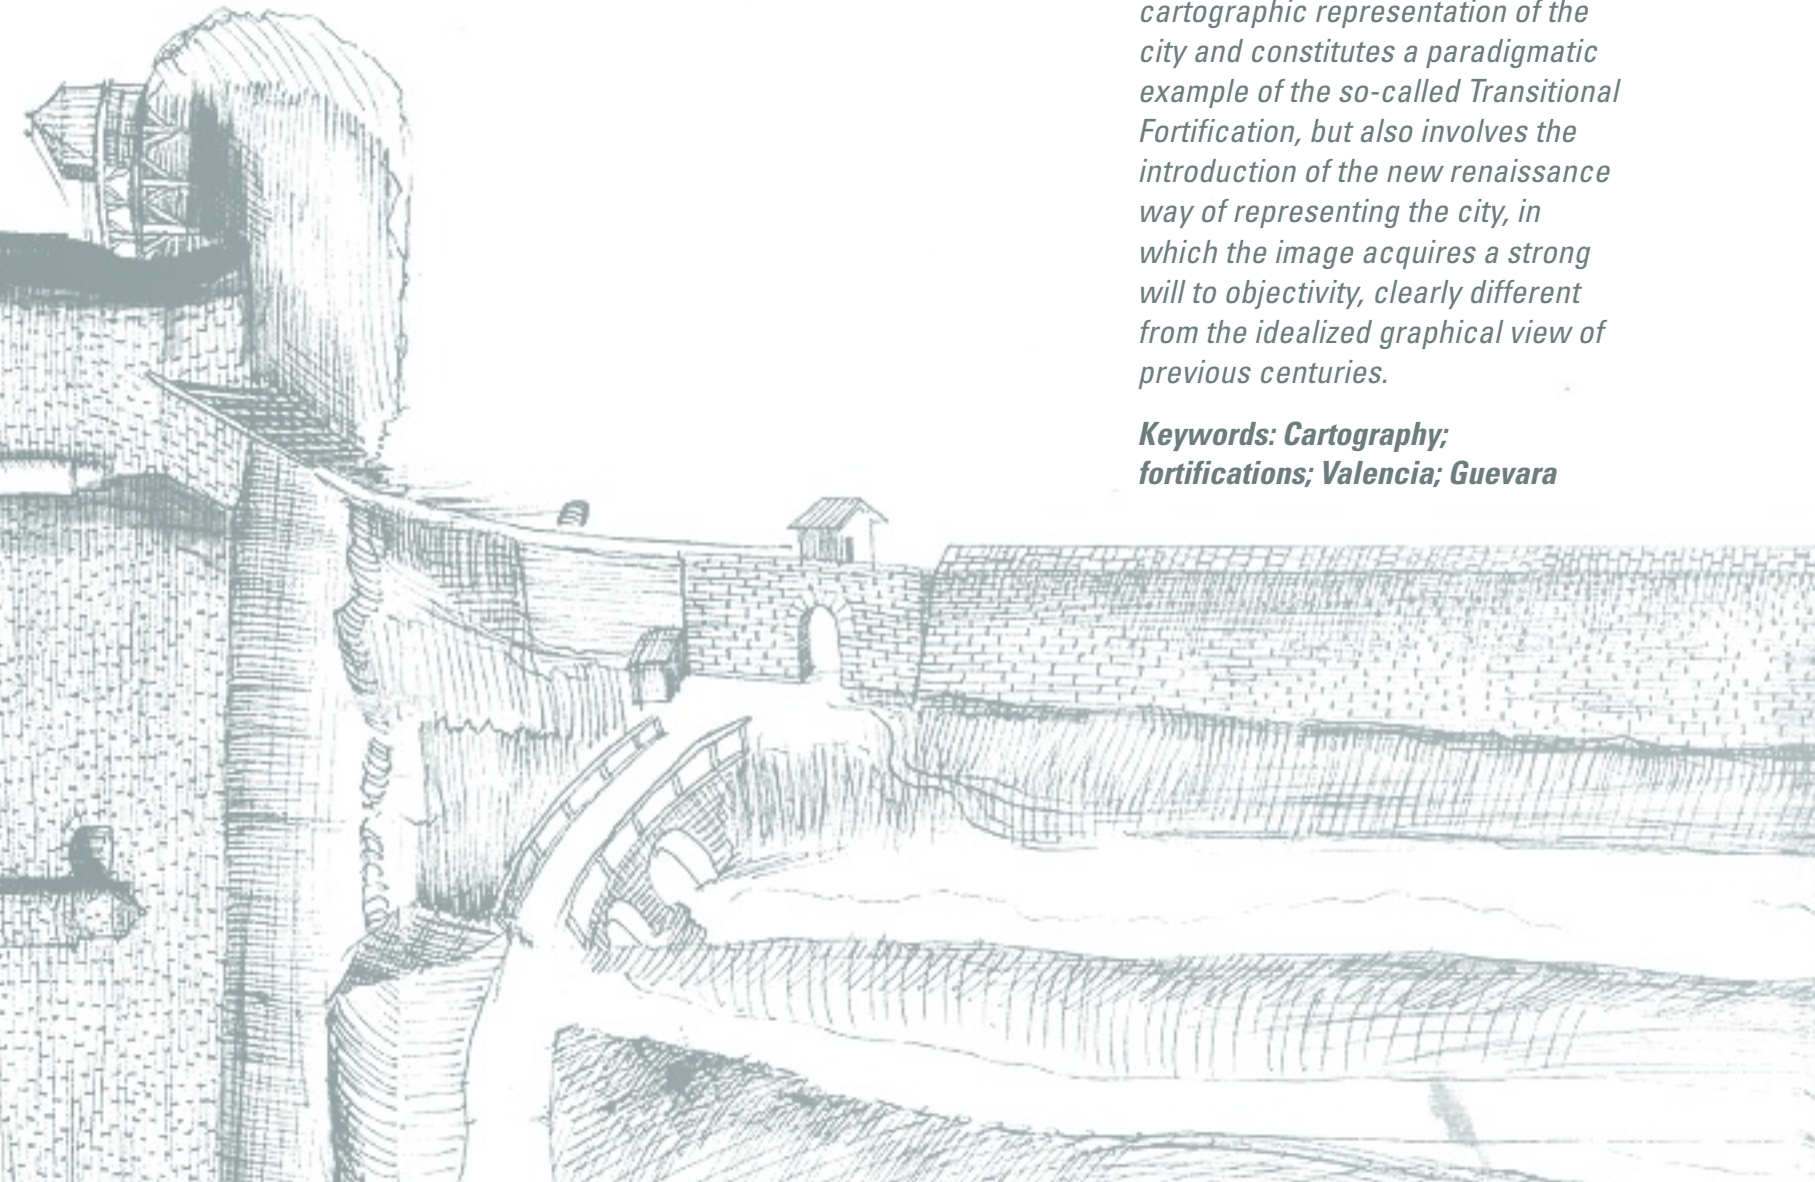 cartographic representation of the
city and constitutes a paradigmatic
example of the so-called Transitional
Fortification, but also involves the
introduction of the new renaissance
way of representing the city, in
which the image acquires a strong
will to objectivity, clearly different
from the idealized graphical view of
previous centuries.
Keywords: Cartography;
fortifications; Valencia; Guevara